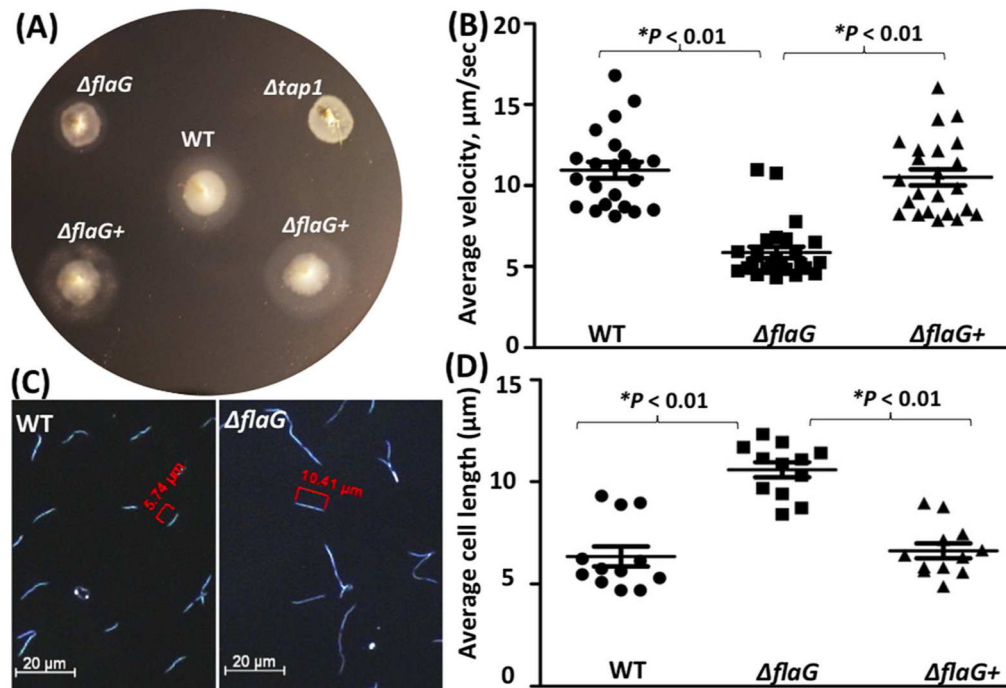 (A)
ΔflaG
Δtap1
WT
ΔflaG+
ΔflaG+
(B)
Average velocity, μm/sec
20
15
10
5
0
*P < 0.01
*P < 0.01
WT
ΔflaG
ΔflaG+
(C)
WT
5.74 μm
20 μm
ΔflaG
10.41 μm
20 μm
(D)
Average cell length (μm)
15
10
5
0
*P < 0.01
*P < 0.01
WT
ΔflaG
ΔflaG+